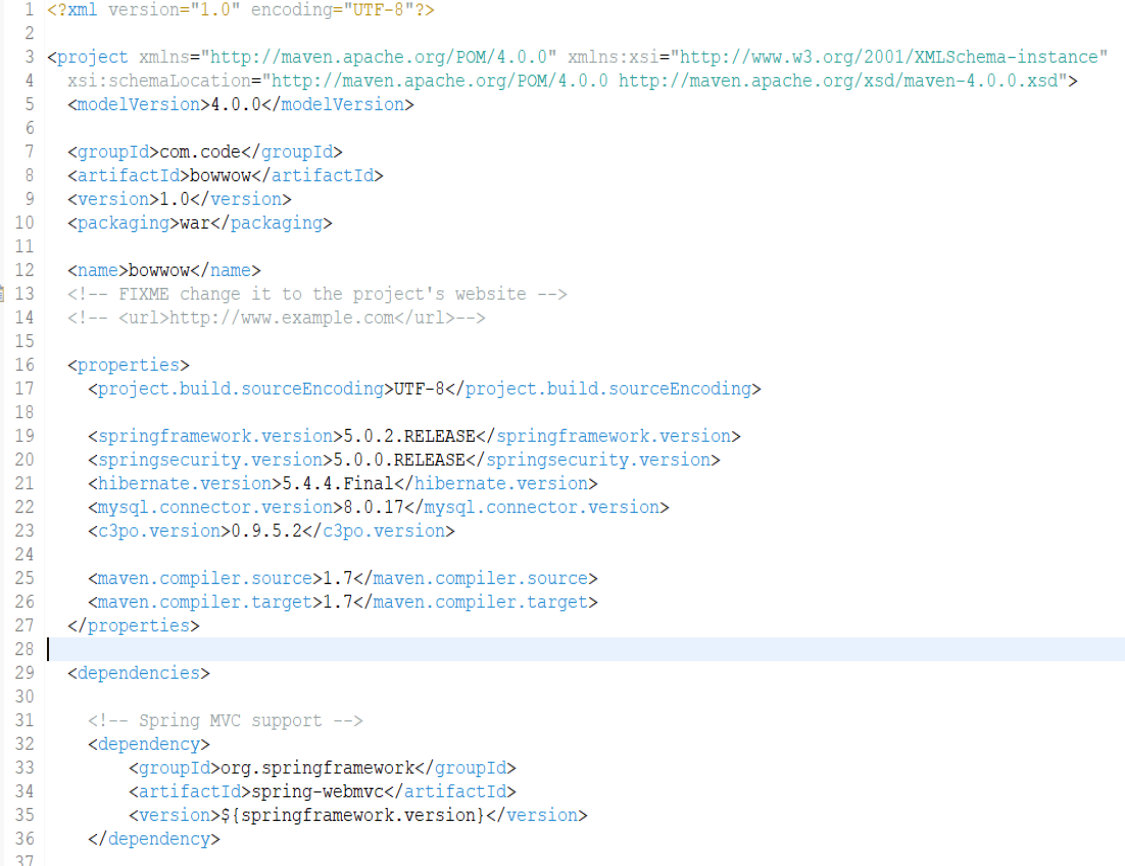 1 <?xml version="1.0" encoding="UTF-8"?>
2
3 <project xmlns="http://maven.apache.org/POM/4.0.0" xmlns:xsi="http://www.w3.org/2001/XMLSchema-instance"
4   xsi:schemaLocation="http://maven.apache.org/POM/4.0.0 http://maven.apache.org/xsd/maven-4.0.0.xsd">
5   <modelVersion>4.0.0</modelVersion>
6
7   <groupId>com.code</groupId>
8   <artifactId>bowwow</artifactId>
9   <version>1.0</version>
10   <packaging>war</packaging>
11
12   <name>bowwow</name>
13   <!-- FIXME change it to the project's website -->
14   <!-- <url>http://www.example.com</url>-->
15
16   <properties>
17     <project.build.sourceEncoding>UTF-8</project.build.sourceEncoding>
18
19     <springframework.version>5.0.2.RELEASE</springframework.version>
20     <springsecurity.version>5.0.0.RELEASE</springsecurity.version>
21     <hibernate.version>5.4.4.Final</hibernate.version>
22     <mysql.connector.version>8.0.17</mysql.connector.version>
23     <c3po.version>0.9.5.2</c3po.version>
24
25     <maven.compiler.source>1.7</maven.compiler.source>
26     <maven.compiler.target>1.7</maven.compiler.target>
27   </properties>
28
29   <dependencies>
30
31     <!-- Spring MVC support -->
32     <dependency>
33         <groupId>org.springframework</groupId>
34         <artifactId>spring-webmvc</artifactId>
35         <version>${springframework.version}</version>
36     </dependency>
37